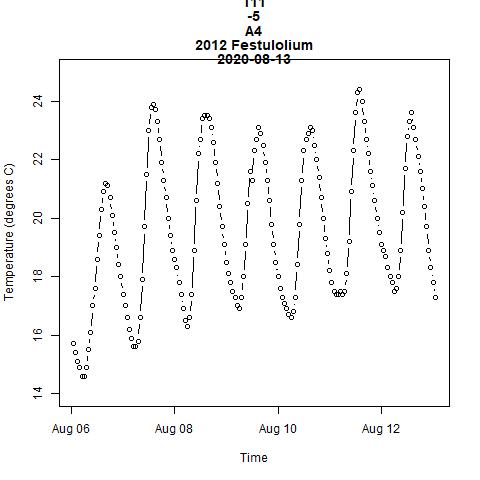 T11
-5
A4
2012 Festulolium
2020-08-13
Temperature (degrees C)
24
22
20
18
16
14
Aug 06
Aug 08
Aug 10
Aug 12
Time